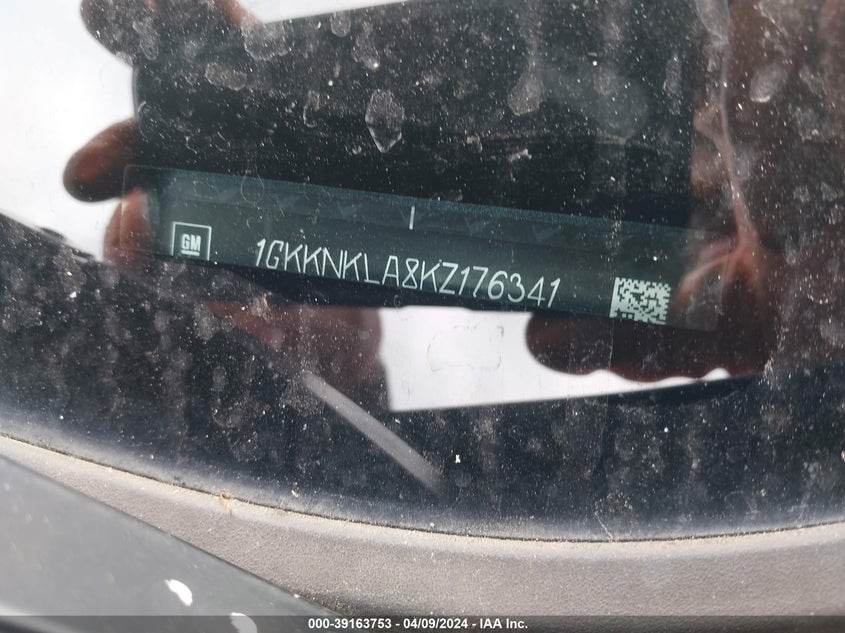 GM
1GKKNKLA8KZ176341
000-39163753 - 04/09/2024 - IAA Inc.